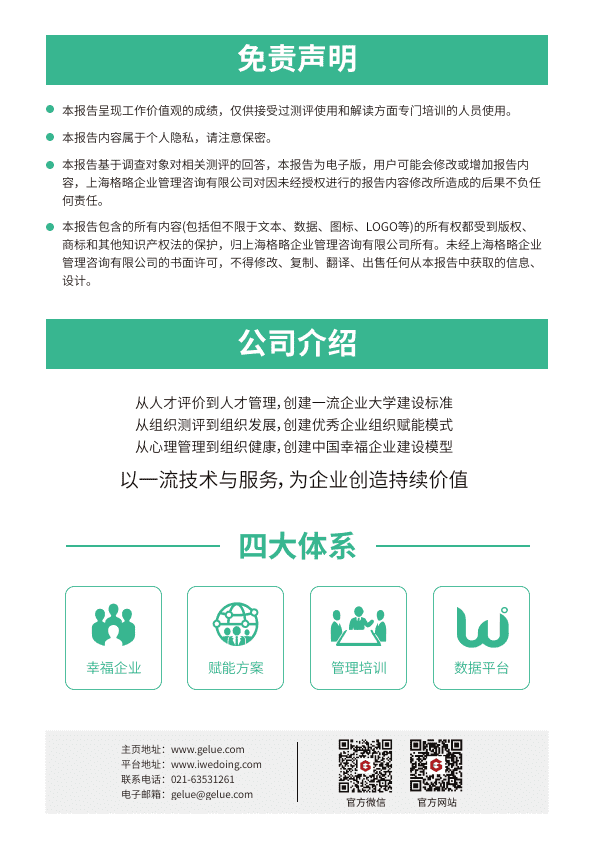 免责声明
本报告呈现工作价值观的成绩，仅供接受过测评使用和解读方面专门培训的人员使用。
本报告内容属于个人隐私，请注意保密。
本报告基于调查对象对相关测评的回答，本报告为电子版，用户可能会修改或增加报告内
容，上海格略企业管理咨询有限公司对因未经授权进行的报告内容修改所造成的后果不负任
何责任。
本报告包含的所有内容(包括但不限于文本、数据、图标、LOGO等)的所有权都受到版权、
商标和其他知识产权法的保护，归上海格略企业管理咨询有限公司所有。未经上海格略企业
管理咨询有限公司的书面许可，不得修改、复制、翻译、出售任何从本报告中获取的信息、
设计。
公司介绍
从人才评价到人才管理，创建一流企业大学建设标准
从组织测评到组织发展，创建优秀企业组织赋能模式
从心理管理到组织健康，创建中国幸福企业建设模型
以一流技术与服务，为企业创造持续价值
四大体系
幸福企业
赋能方案
管理培训
数据平台
主页地址：www.gelue.com
平台地址：www.iwedoing.com
联系电话：021-63531261
电子邮箱：gelue@gelue.com
官方微信
官方网站